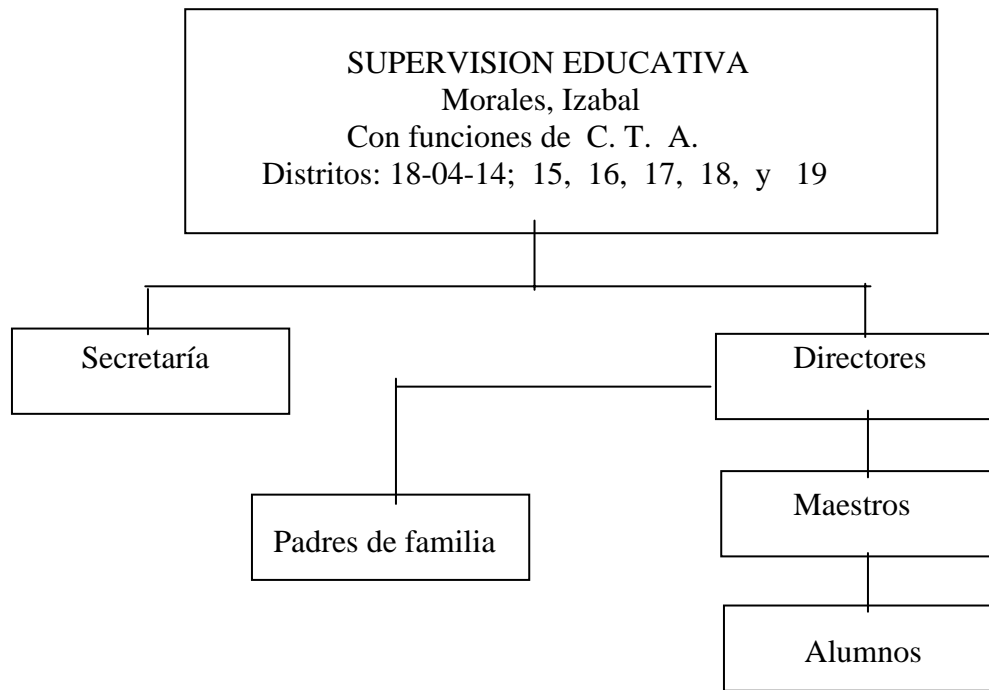 SUPERVISION EDUCATIVA
Morales, Izabal
Con funciones de C. T. A.
Distritos: 18-04-14; 15, 16, 17, 18, y 19
Secretaría
Directores
Padres de familia
Maestros
Alumnos